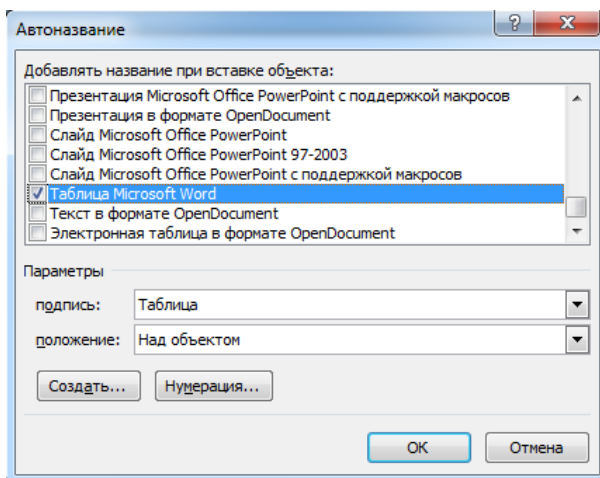 Автоназвание
Добавлять название при вставке объекта:
Презентация Microsoft Office PowerPoint с поддержкой макросов
Презентация в формате OpenDocument
Слайд Microsoft Office PowerPoint
Слайд Microsoft Office PowerPoint 97-2003
Слайд Microsoft Office PowerPoint с поддержкой макросов
Таблица Microsoft Word
Текст в формате OpenDocument
Электронная таблица в формате OpenDocument
Параметры
подпись: Таблица
положение: Над объектом
Создать... Нумерация...
ОК Отмена